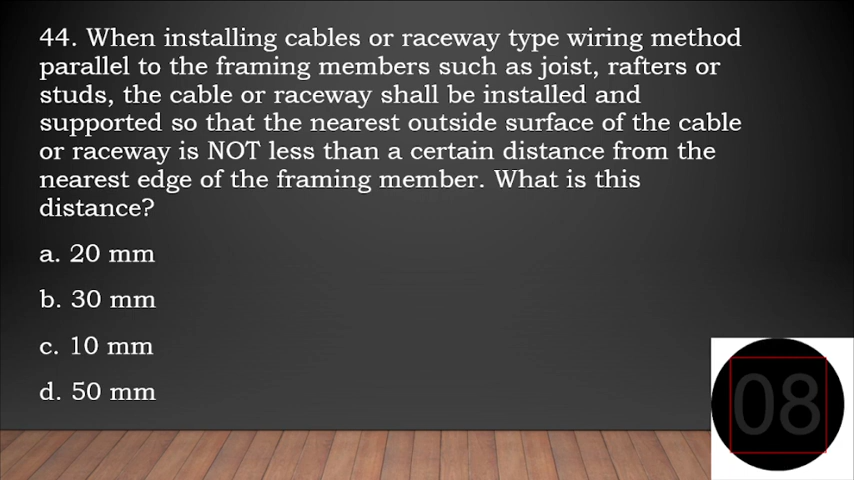 44. When installing cables or raceway type wiring method
parallel to the framing members such as joist, rafters or
studs, the cable or raceway shall be installed and
supported so that the nearest outside surface of the cable
or raceway is NOT less than a certain distance from the
nearest edge of the framing member. What is this
distance?
a. 20 mm
b. 30 mm
c. 10 mm
d. 50 mm
08